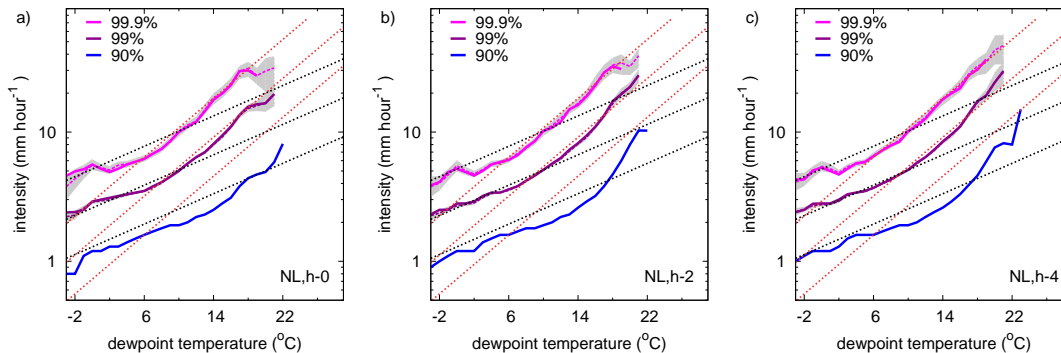 a)
99.9%
99%
90%
intensity (mm hour⁻¹)
10
1
NL,h-0
-2 6 14 22
dewpoint temperature (°C)
b)
99.9%
99%
90%
intensity (mm hour⁻¹)
10
1
NL,h-2
-2 6 14 22
dewpoint temperature (°C)
c)
99.9%
99%
90%
intensity (mm hour⁻¹)
10
1
NL,h-4
-2 6 14 22
dewpoint temperature (°C)